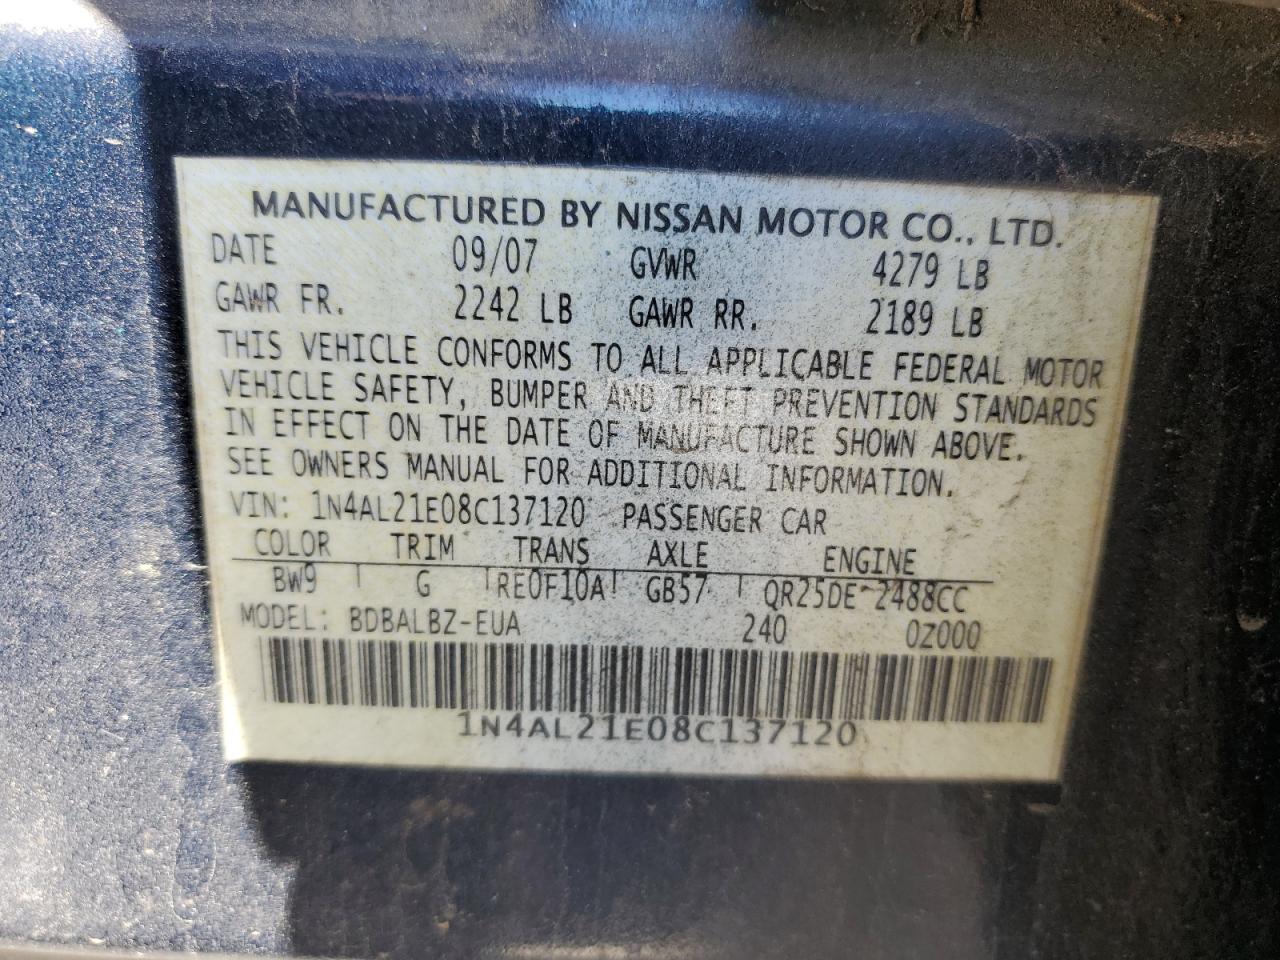 MANUFACTURED BY NISSAN MOTOR CO., LTD.
DATE 09/07 GVWR 4279 LB
GAWR FR. 2242 LB GAWR RR. 2189 LB
THIS VEHICLE CONFORMS TO ALL APPLICABLE FEDERAL MOTOR
VEHICLE SAFETY, BUMPER AND THEFT PREVENTION STANDARDS
IN EFFECT ON THE DATE OF MANUFACTURE SHOWN ABOVE.
SEE OWNERS MANUAL FOR ADDITIONAL INFORMATION.
VIN: 1N4AL21E08C137120 PASSENGER CAR
COLOR TRIM TRANS AXLE ENGINE
BW9 G RE0F10A GB57 QR25DE 2488CC
MODEL: BDBALBZ-EUA 240 0Z000
1N4AL21E08C137120